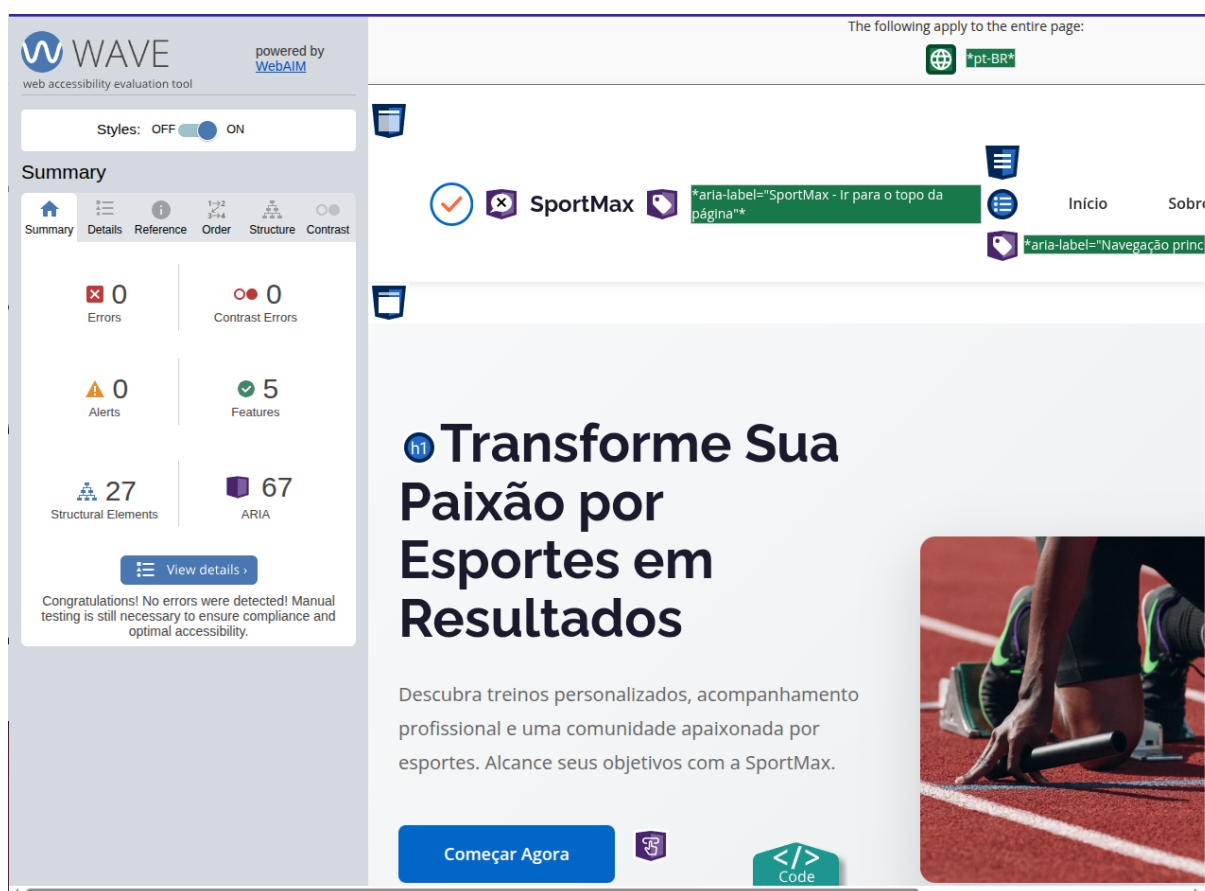 WAVE
web accessibility evaluation tool
powered by
WebAIM
Styles: OFF ON
Summary
Summary Details Reference Order Structure Contrast
0
Errors
0
Contrast Errors
0
Alerts
5
Features
27
Structural Elements
67
ARIA
View details ›
Congratulations! No errors were detected! Manual
testing is still necessary to ensure compliance and
optimal accessibility.
The following apply to the entire page:
*pt-BR*
SportMax
*aria-label="SportMax - Ir para o topo da
página"*
Início
Sobre
*aria-label="Navegação princ
h1
Transforme Sua
Paixão por
Esportes em
Resultados
Descubra treinos personalizados, acompanhamento
profissional e uma comunidade apaixonada por
esportes. Alcance seus objetivos com a SportMax.
Começar Agora
</>
Code